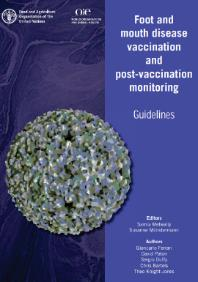 Food and Agriculture
Organization of the
United Nations
oie
WORLD ORGANISATION
FOR ANIMAL HEALTH
Foot and
mouth disease
vaccination
and
post-vaccination
monitoring
Guidelines
Editors
Samia Metwally
Susanne Münstermann
Authors
Giancarlo Ferrari
David Paton
Sergio Duffy
Chris Bartels
Theo Knight-Jones